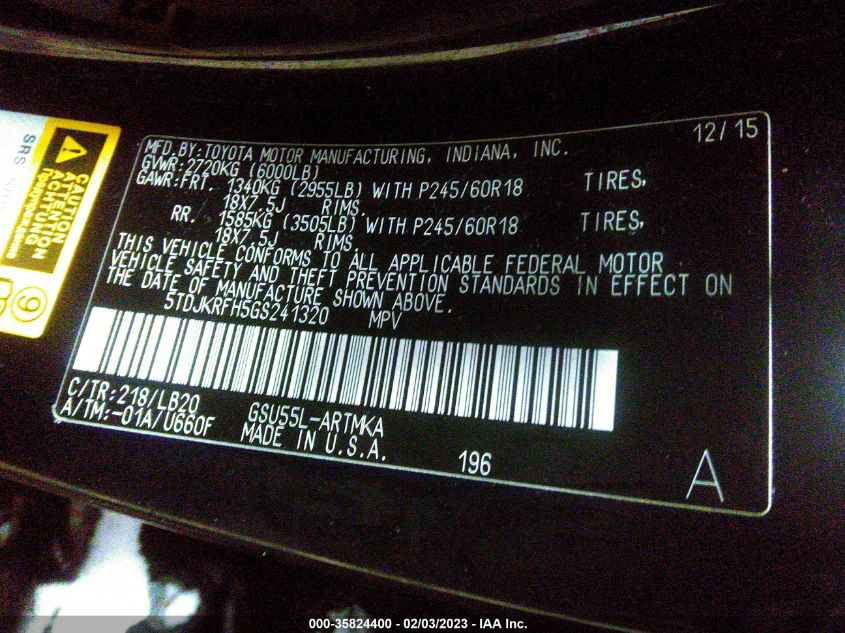 MFD. BY: TOYOTA MOTOR MANUFACTURING, INDIANA, INC. 12/15
GVWR: 2720KG (6000LB)
GAWR: FRT. 1340KG (2955LB) WITH P245/60R18 TIRES,
18X7.5J RIMS.
RR. 1585KG (3505LB) WITH P245/60R18 TIRES,
18X7.5J RIMS.
THIS VEHICLE CONFORMS TO ALL APPLICABLE FEDERAL MOTOR
VEHICLE SAFETY AND THEFT PREVENTION STANDARDS IN EFFECT ON
THE DATE OF MANUFACTURE SHOWN ABOVE.
5TDJKRFH5GS241320 MPV
C/TR: 218/LB20 GSU55L-ARTMKA
A/TM: -01A/U660F MADE IN U.S.A.
196 A
CAUTION
ATTENTION
ACHTUNG
SRS
9
000-35824400 - 02/03/2023 - IAA Inc.